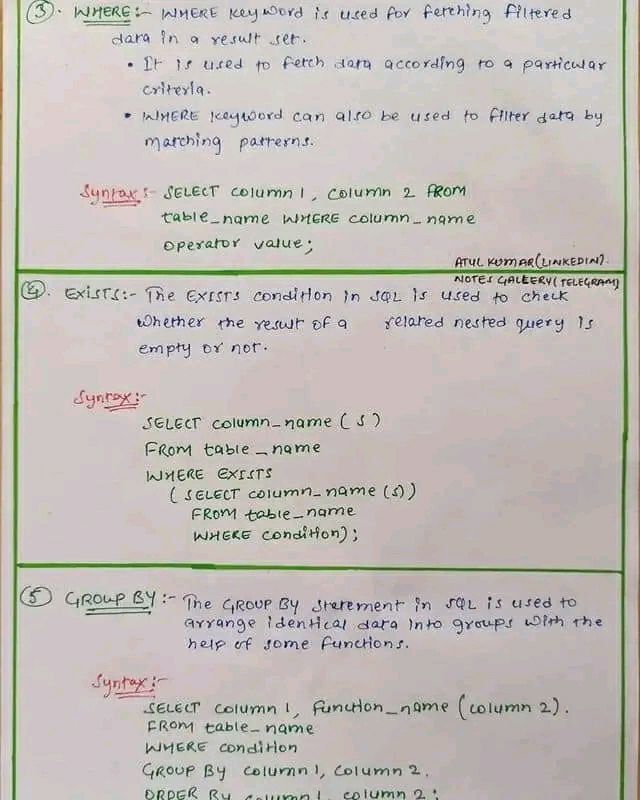 ③. WHERE:- WHERE keyword is used for fetching filtered
data in a result set.
• It is used to fetch data according to a particular
criteria.
• WHERE keyword can also be used to filter data by
matching patterns.
Syntax:- SELECT column 1, column 2 FROM
table_name WHERE column_name
operator value;
ATUL KUMAR(LINKEDIN).
NOTES GALLERY(TELEGRAM)
④. EXISTS:- The EXISTS condition in SQL is used to check
whether the result of a related nested query is
empty or not.
Syntax:-
SELECT column_name (s)
FROM table_name
WHERE EXISTS
(SELECT column_name (s))
FROM table_name
WHERE condition);
⑤ GROUP BY:- The GROUP BY statement in SQL is used to
arrange identical data into groups with the
help of some functions.
Syntax:-
SELECT column 1, function_name (column 2).
FROM table_name
WHERE condition
GROUP BY column 1, column 2.
ORDER BY column 1, column 2;